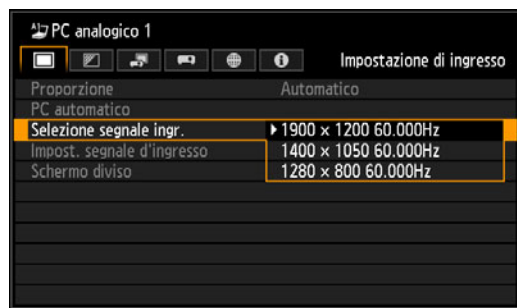 PC analogico 1
Impostazione di ingresso
Proporzione Automatico
PC automatico
Selezione segnale ingr. 1900 × 1200 60.000Hz
Impost. segnale d'ingresso 1400 × 1050 60.000Hz
Schermo diviso 1280 × 800 60.000Hz